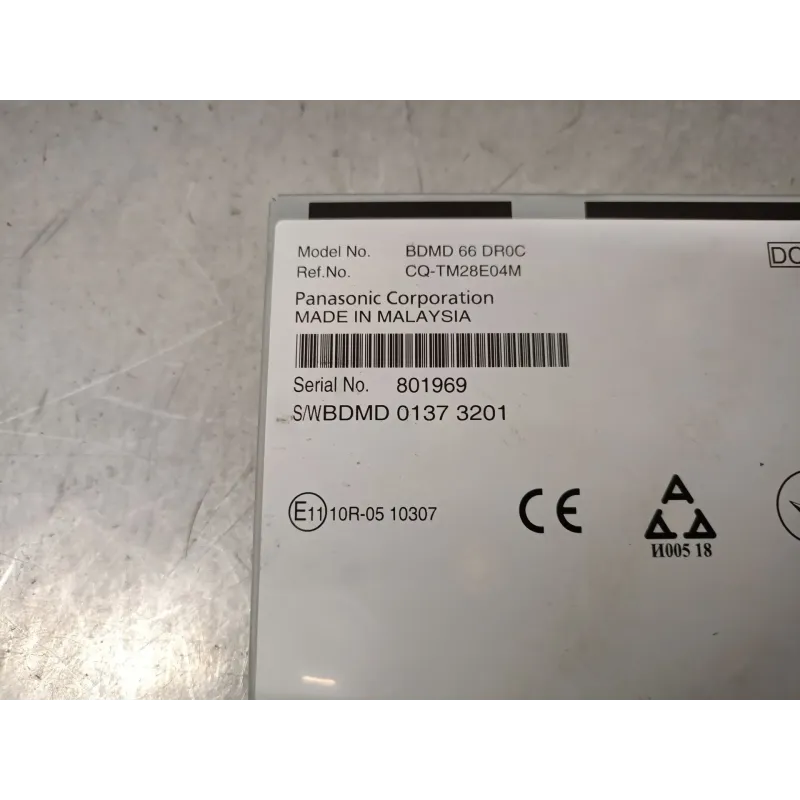 Model No. BDMD 66 DR0C
Ref.No. CQ-TM28E04M
DC
Panasonic Corporation
MADE IN MALAYSIA
Serial No. 801969
S/W BDMD 0137 3201
E11 10R-05 10307
CE
И005 18